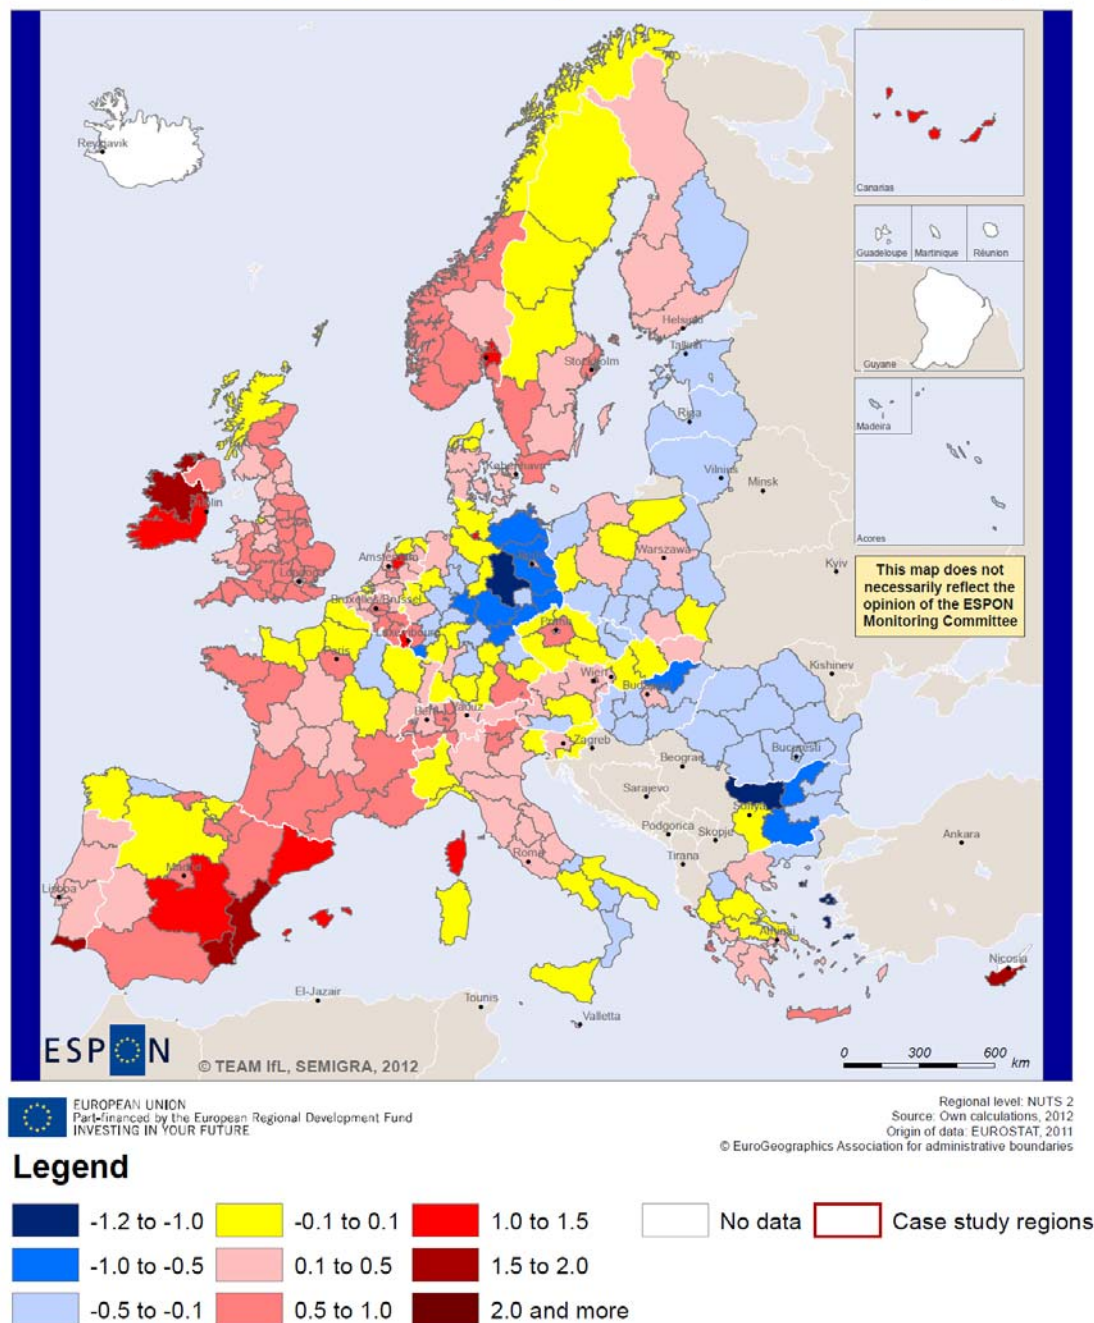 Reykjavik
Canarias
Guadeloupe
Martinique
Réunion
Guyane
Madeira
Acores
Helsinki
Tallinn
Stockholm
Riga
København
Vilnius
Minsk
Dublin
Amsterdam
Warszawa
London
Kyiv
This map does not
necessarily reflect the
opinion of the ESPON
Monitoring Committee
Bruxelles/Brussel
Luxembourg
Praha
Paris
Wien
Kishinev
Bern
Vaduz
Zagreb
Bucuresti
Beograd
Sarajevo
Sofiya
Podgorica
Skopje
Ankara
Roma
Tirana
Madrid
Lisboa
Athinai
Nicosia
El-Jazair
Tounis
Valletta
ESPON
© TEAM IfL, SEMIGRA, 2012
0 300 600
km
EUROPEAN UNION
Part-financed by the European Regional Development Fund
INVESTING IN YOUR FUTURE
Regional level: NUTS 2
Source: Own calculations, 2012
Origin of data: EUROSTAT, 2011
© EuroGeographics Association for administrative boundaries
Legend
-1.2 to -1.0
-0.1 to 0.1
1.0 to 1.5
No data
Case study regions
-1.0 to -0.5
0.1 to 0.5
1.5 to 2.0
-0.5 to -0.1
0.5 to 1.0
2.0 and more